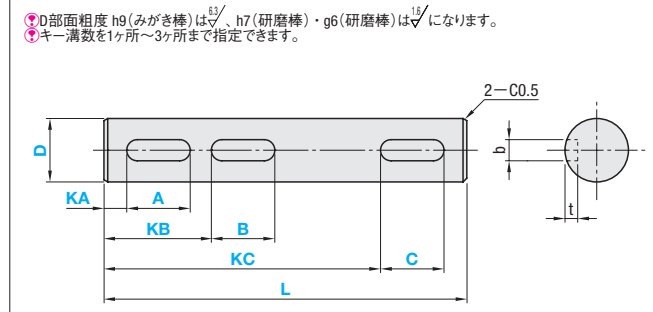 D部面粗度 h9(みがき棒)は6.3、h7(研磨棒)・g6(研磨棒)は1.6になります。
キー溝数を1ヶ所～3ヶ所まで指定できます。
2－C0.5
D
b
KA
A
t
KB
B
KC
C
L